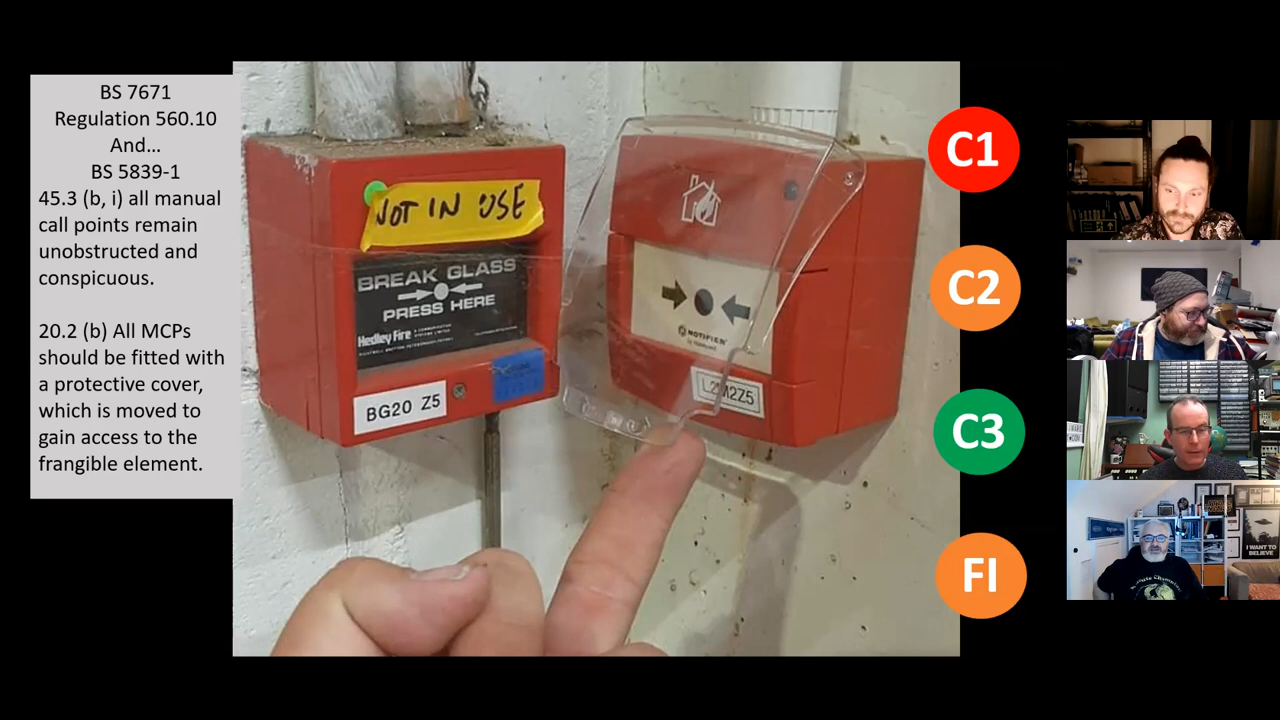 BS 7671
Regulation 560.10
And...
BS 5839-1
45.3 (b, i) all manual
call points remain
unobstructed and
conspicuous.
20.2 (b) All MCPs
should be fitted with
a protective cover,
which is moved to
gain access to the
frangible element.
NOT IN USE
BREAK GLASS
PRESS HERE
Hedley Fire
BG20 Z5
NOTIFIER
by Honeywell
L2M2Z5
C1
C2
C3
FI
I WANT TO
BELIEVE